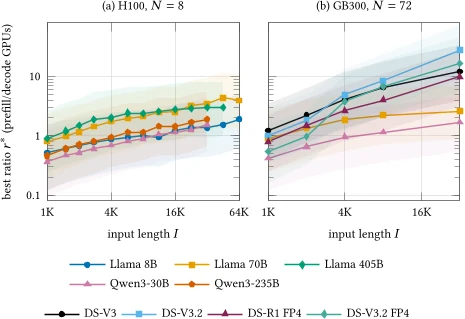 (a) H100, N = 8
(b) GB300, N = 72
best ratio r* (prefill/decode GPUs)
10
1
0.1
1K 4K 16K 64K
1K 4K 16K
input length I
input length I
Llama 8B
Llama 70B
Llama 405B
Qwen3-30B
Qwen3-235B
DS-V3
DS-V3.2
DS-R1 FP4
DS-V3.2 FP4